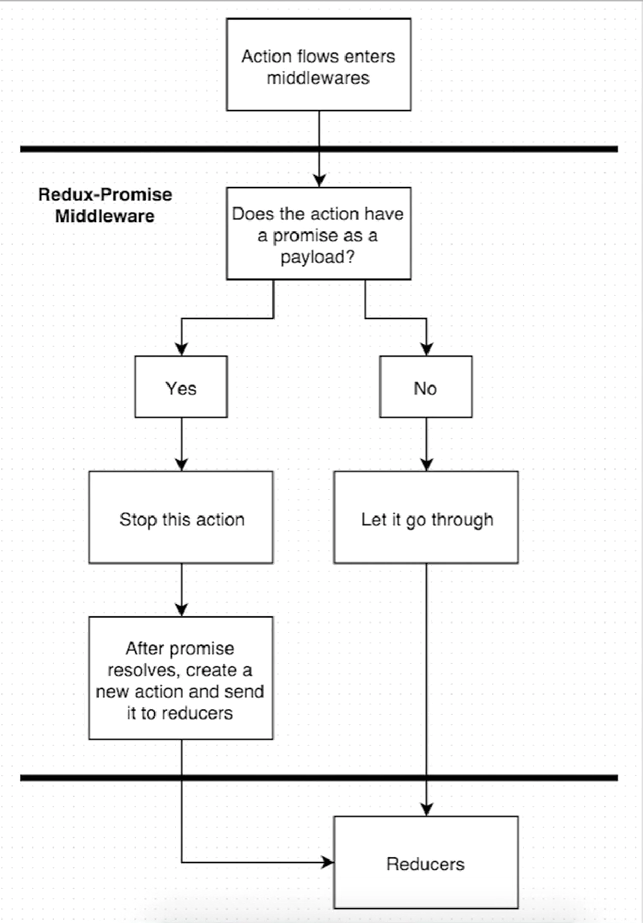 Action flows enters
middlewares
Redux-Promise
Middleware
Does the action have
a promise as a
payload?
Yes
No
Stop this action
Let it go through
After promise
resolves, create a
new action and send
it to reducers
Reducers